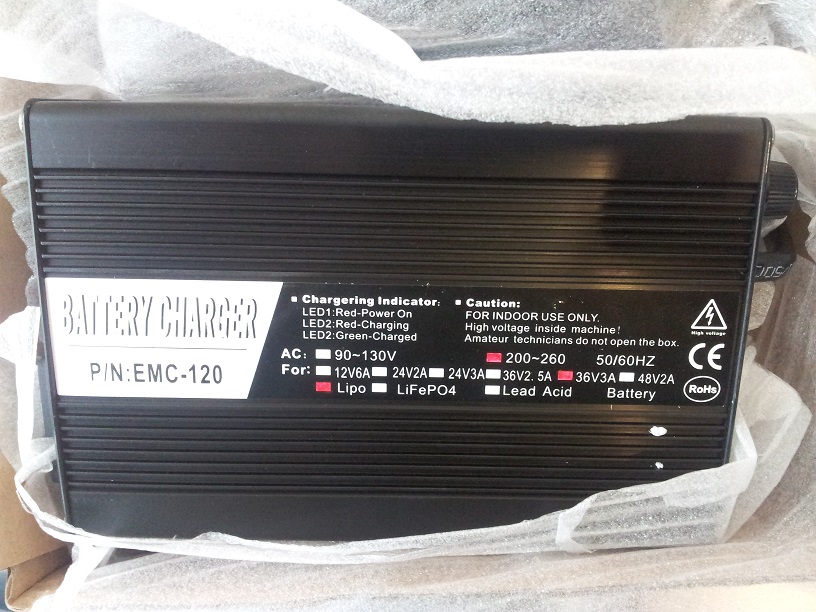 BATTERY CHARGER
P/N:EMC-120
Chargering Indicator:
LED1:Red-Power On
LED2:Red-Charging
LED2:Green-Charged
Caution:
FOR INDOOR USE ONLY.
High voltage inside machine!
Amateur technicians do not open the box.
AC: 90~130V 200~260 50/60HZ
For: 12V6A 24V2A 24V3A 36V2.5A 36V3A 48V2A
Lipo LiFePO4 Lead Acid Battery
High voltage
CE
RoHs